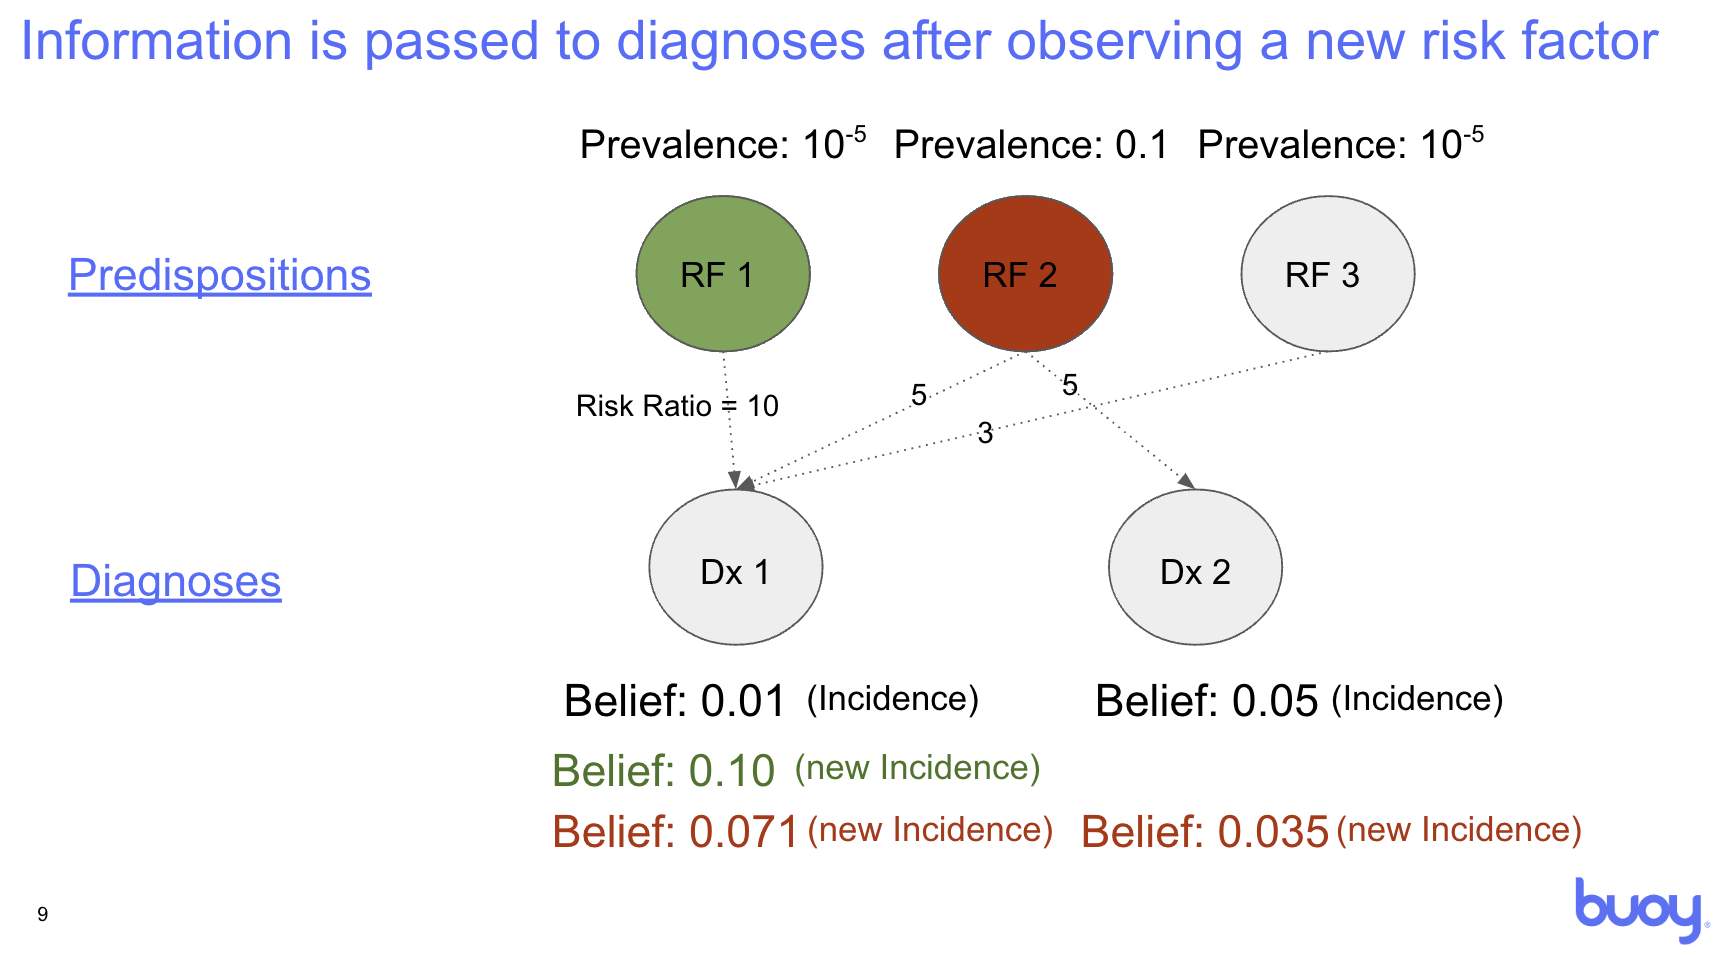 Information is passed to diagnoses after observing a new risk factor
Prevalence: 10⁻⁵ Prevalence: 0.1 Prevalence: 10⁻⁵
Predispositions
RF 1 RF 2 RF 3
Risk Ratio = 10
5
5
3
Diagnoses
Dx 1 Dx 2
Belief: 0.01 (Incidence) Belief: 0.05 (Incidence)
Belief: 0.10 (new Incidence)
Belief: 0.071 (new Incidence) Belief: 0.035 (new Incidence)
9
buoy®